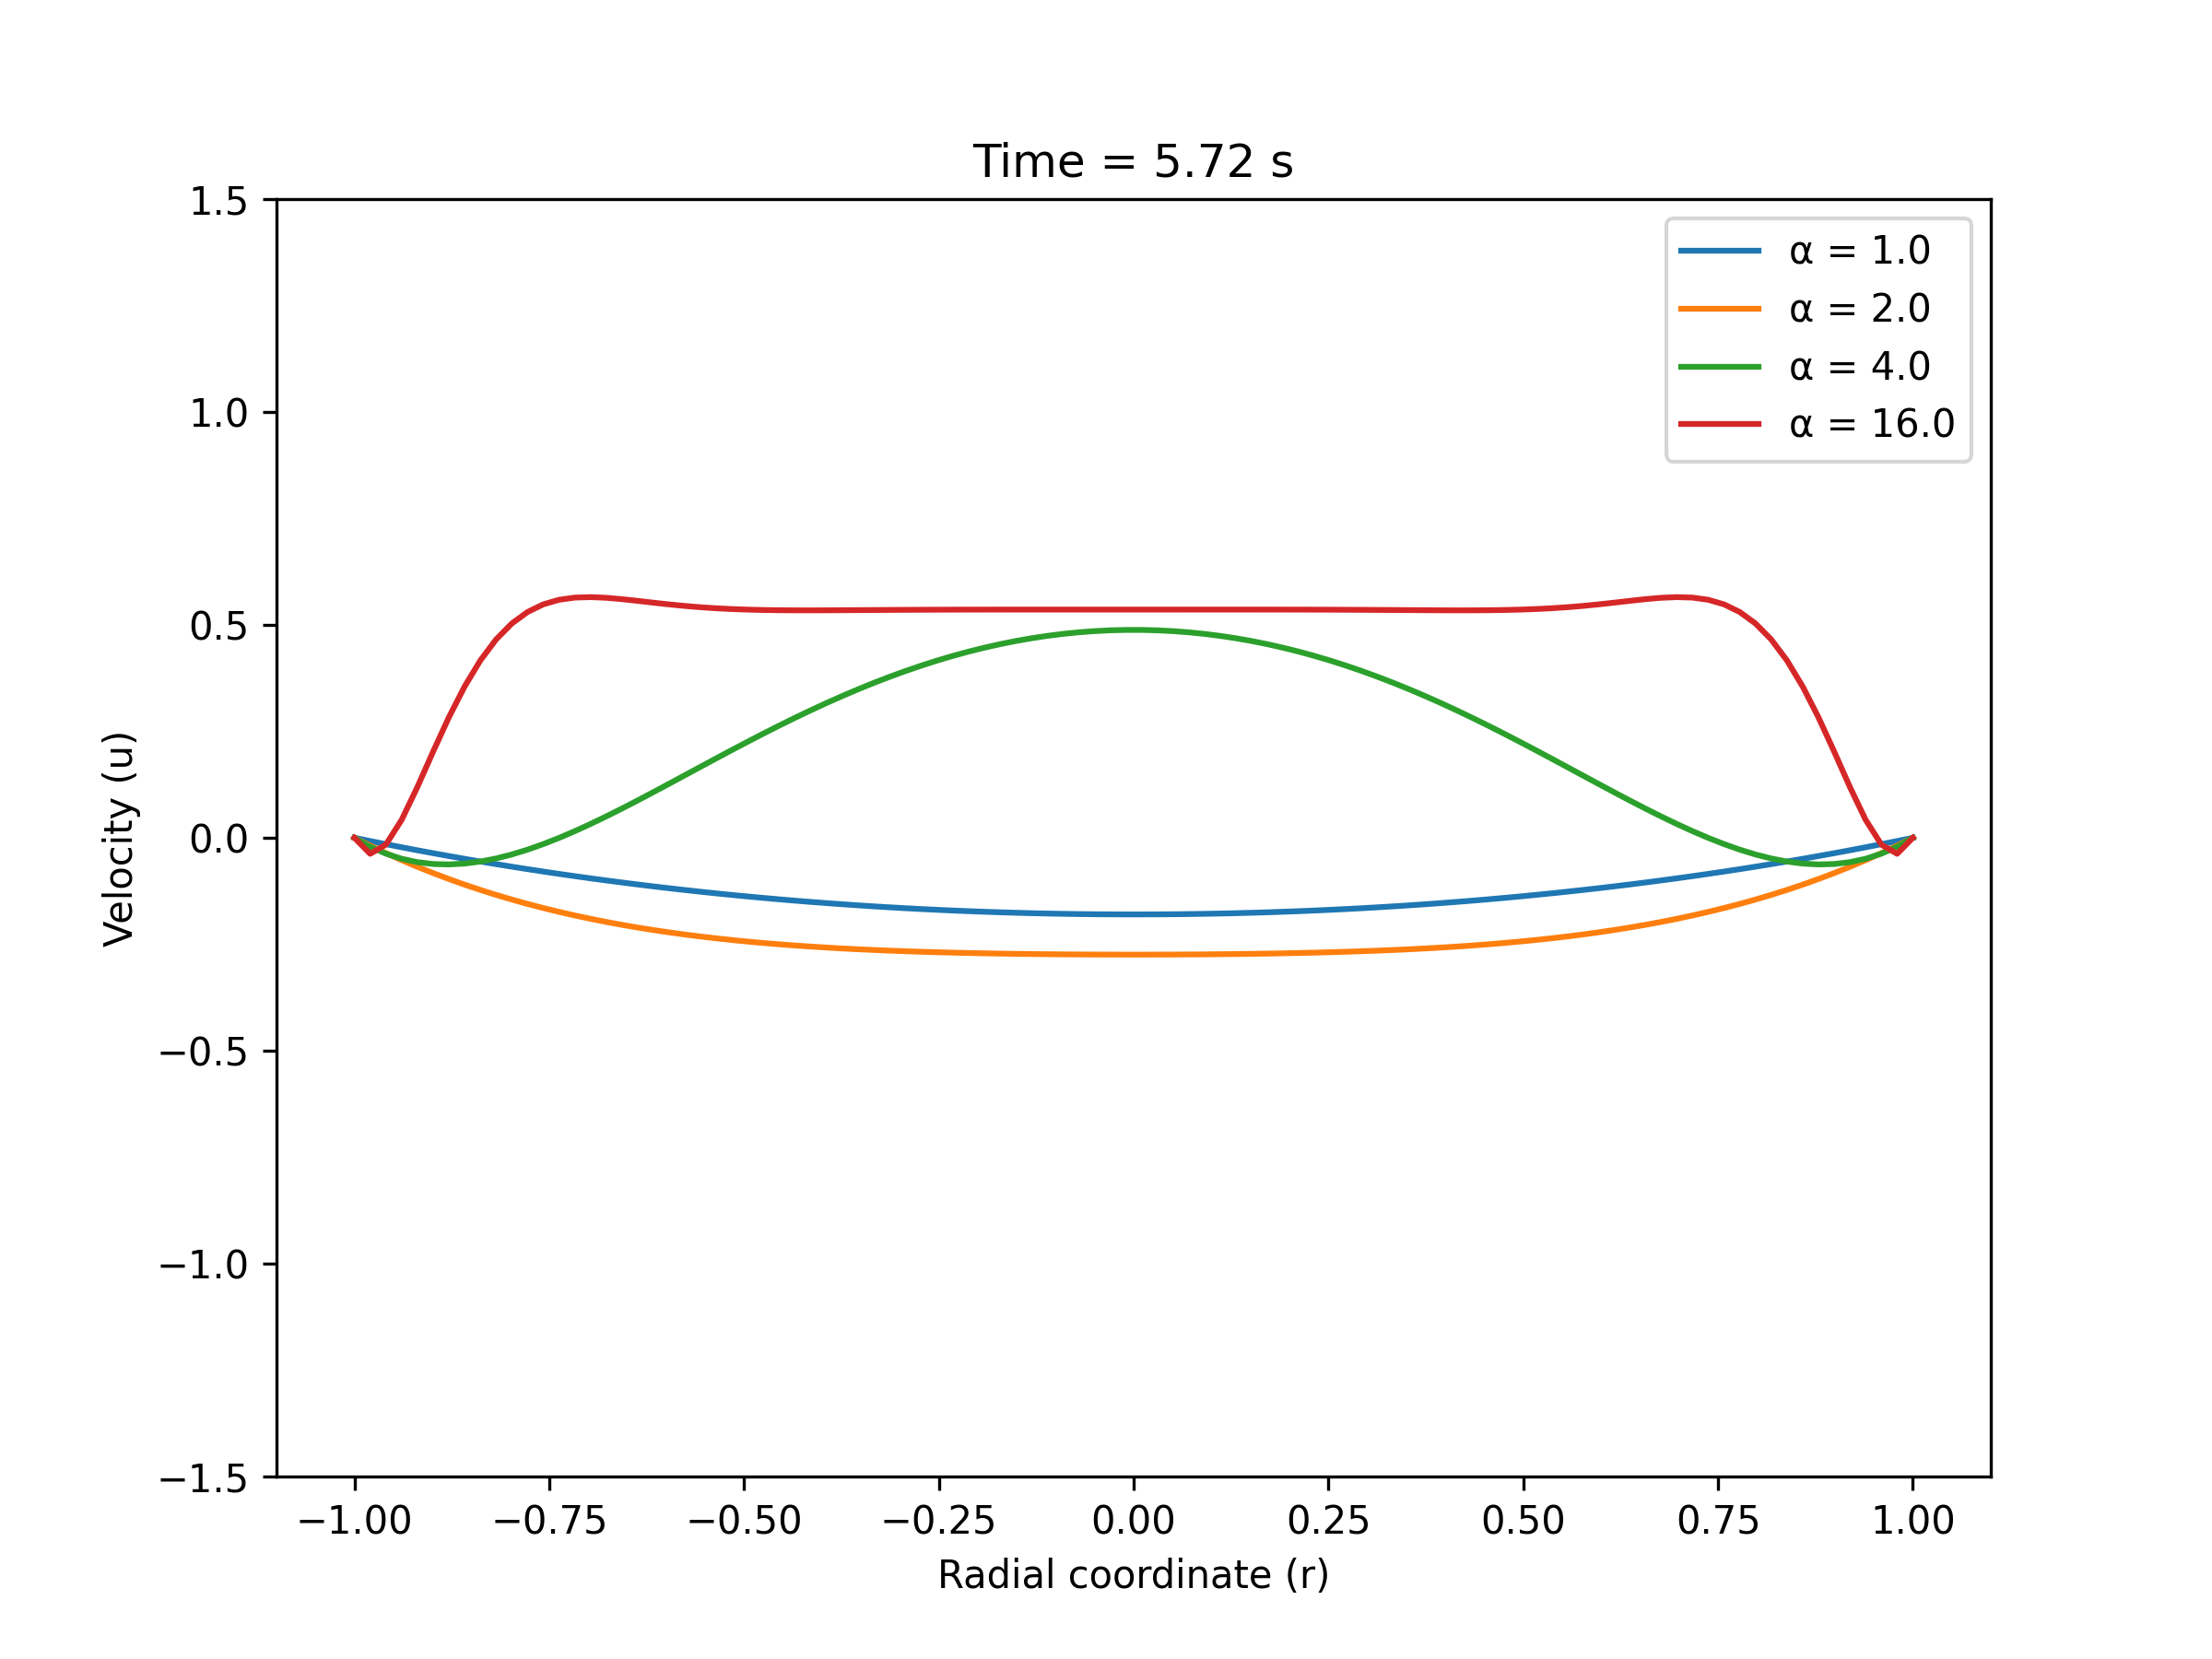 Time = 5.72 s
1.5
1.0
0.5
0.0
−0.5
−1.0
−1.5
Velocity (u)
α = 1.0
α = 2.0
α = 4.0
α = 16.0
−1.00 −0.75 −0.50 −0.25 0.00 0.25 0.50 0.75 1.00
Radial coordinate (r)